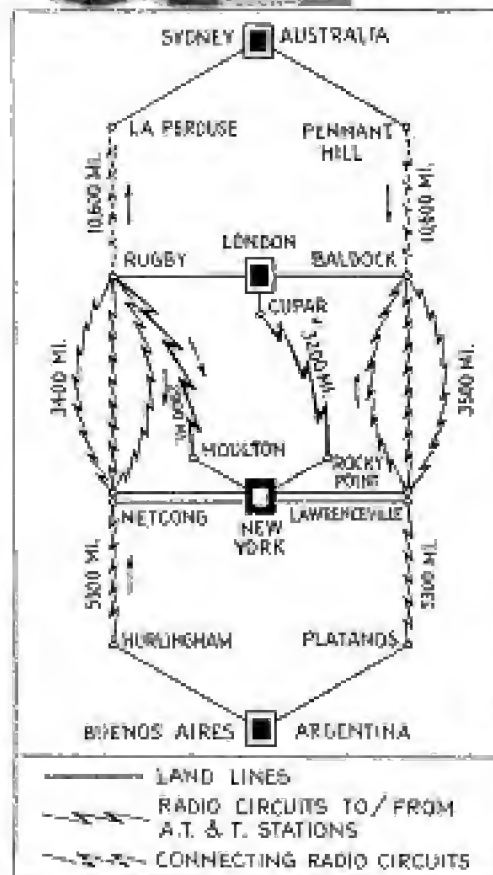 SYDNEY AUSTRALIA
LA PEROUSE
PENNANT
HILL
10,600 MI.
10,600 MI.
LONDON
RUGBY
BALDOCK
CUPAR
3400 MI.
3200 MI.
3500 MI.
HOULTON
ROCKY
POINT
NETCONG
NEW
YORK
LAWRENCEVILLE
5300 MI.
5300 MI.
HURLINGHAM
PLATANOS
BUENOS AIRES ARGENTINA
LAND LINES
RADIO CIRCUITS TO/FROM
A.T. & T. STATIONS
CONNECTING RADIO CIRCUITS